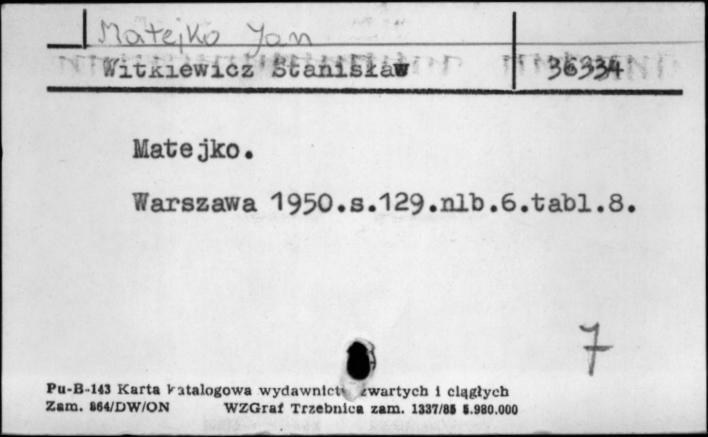 Matejko Jan
Witkiewicz Stanisław 36334
Matejko.
Warszawa 1950.s.129.nlb.6.tabl.8.
7
Pu-B-143 Karta katalogowa wydawnictw zwartych i ciągłych
Zam. 864/DW/ON WZGraf Trzebnica zam. 1337/85 5.980.000